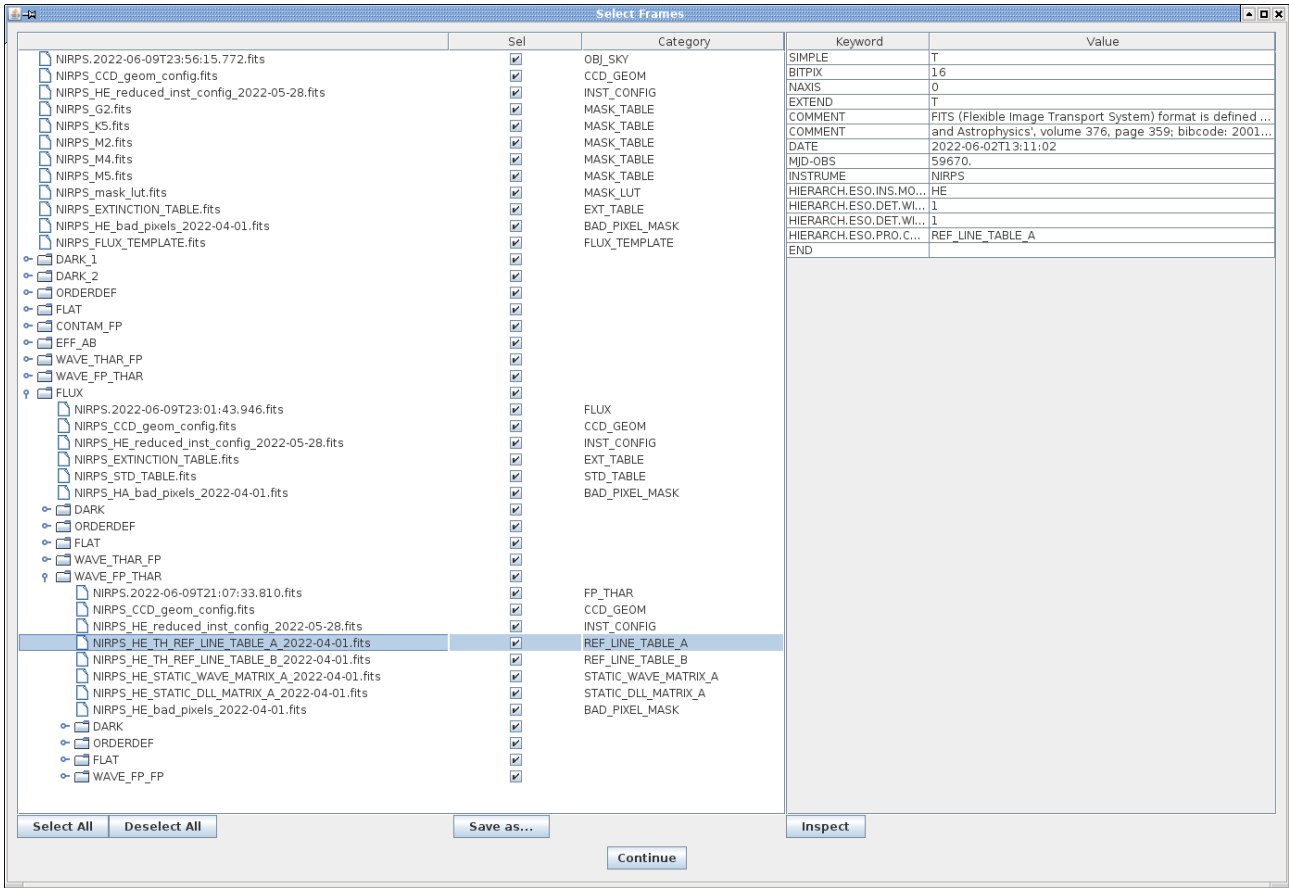 Select Frames
Sel Category
NIRPS.2022-06-09T23:56:15.772.fits OBJ_SKY
NIRPS_CCD_geom_config.fits CCD_GEOM
NIRPS_HE_reduced_inst_config_2022-05-28.fits INST_CONFIG
NIRPS_G2.fits MASK_TABLE
NIRPS_K5.fits MASK_TABLE
NIRPS_M2.fits MASK_TABLE
NIRPS_M4.fits MASK_TABLE
NIRPS_M5.fits MASK_TABLE
NIRPS_mask_lut.fits MASK_LUT
NIRPS_EXTINCTION_TABLE.fits EXT_TABLE
NIRPS_HE_bad_pixels_2022-04-01.fits BAD_PIXEL_MASK
NIRPS_FLUX_TEMPLATE.fits FLUX_TEMPLATE
DARK_1
DARK_2
ORDERDEF
FLAT
CONTAM_FP
EFF_AB
WAVE_THAR_FP
WAVE_FP_THAR
FLUX
NIRPS.2022-06-09T23:01:43.946.fits FLUX
NIRPS_CCD_geom_config.fits CCD_GEOM
NIRPS_HE_reduced_inst_config_2022-05-28.fits INST_CONFIG
NIRPS_EXTINCTION_TABLE.fits EXT_TABLE
NIRPS_STD_TABLE.fits STD_TABLE
NIRPS_HA_bad_pixels_2022-04-01.fits BAD_PIXEL_MASK
DARK
ORDERDEF
FLAT
WAVE_THAR_FP
WAVE_FP_THAR
NIRPS.2022-06-09T21:07:33.810.fits FP_THAR
NIRPS_CCD_geom_config.fits CCD_GEOM
NIRPS_HE_reduced_inst_config_2022-05-28.fits INST_CONFIG
NIRPS_HE_TH_REF_LINE_TABLE_A_2022-04-01.fits REF_LINE_TABLE_A
NIRPS_HE_TH_REF_LINE_TABLE_B_2022-04-01.fits REF_LINE_TABLE_B
NIRPS_HE_STATIC_WAVE_MATRIX_A_2022-04-01.fits STATIC_WAVE_MATRIX_A
NIRPS_HE_STATIC_DLL_MATRIX_A_2022-04-01.fits STATIC_DLL_MATRIX_A
NIRPS_HE_bad_pixels_2022-04-01.fits BAD_PIXEL_MASK
DARK
ORDERDEF
FLAT
WAVE_FP_FP
Keyword Value
SIMPLE T
BITPIX 16
NAXIS 0
EXTEND T
COMMENT FITS (Flexible Image Transport System) format is defined ...
COMMENT and Astrophysics', volume 376, page 359; bibcode: 2001...
DATE 2022-06-02T13:11:02
MJD-OBS 59670.
INSTRUME NIRPS
HIERARCH.ESO.INS.MO... HE
HIERARCH.ESO.DET.WI... 1
HIERARCH.ESO.DET.WI... 1
HIERARCH.ESO.PRO.C... REF_LINE_TABLE_A
END
Select All Deselect All Save as... Inspect
Continue